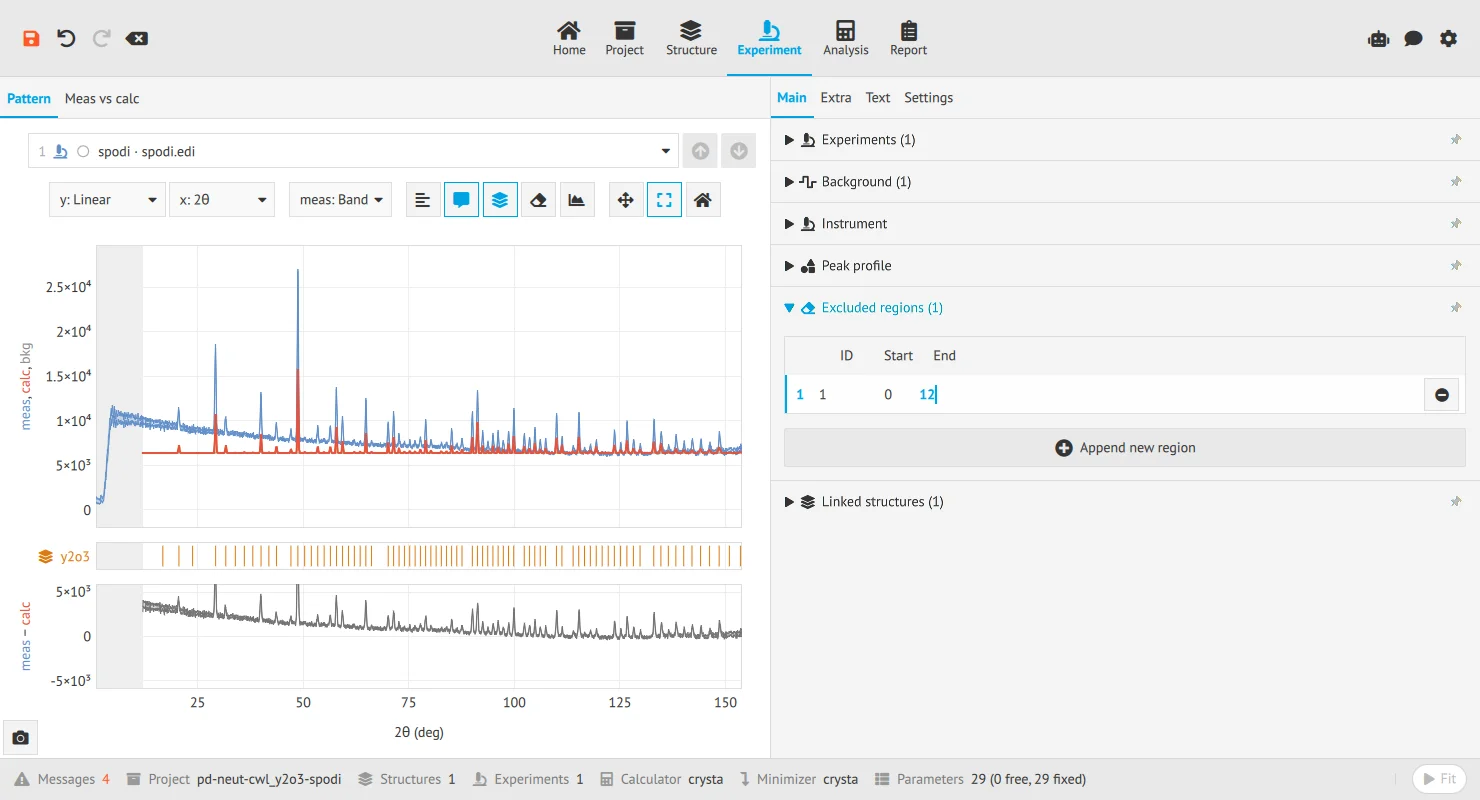 Home Project Structure Experiment Analysis Report
Pattern Meas vs calc
Main Extra Text Settings
1 spodi · spodi.edi
y: Linear x: 2θ meas: Band
2.5×10⁴
2×10⁴
1.5×10⁴
1×10⁴
5×10³
0
meas, calc, bkg
y2o3
5×10³
0
-5×10³
meas − calc
25 50 75 100 125 150
2θ (deg)
Experiments (1)
Background (1)
Instrument
Peak profile
Excluded regions (1)
ID Start End
1 1 0 12
Append new region
Linked structures (1)
Messages 4 Project pd-neut-cwl_y2o3-spodi Structures 1 Experiments 1 Calculator crysta Minimizer crysta Parameters 29 (0 free, 29 fixed) Fit